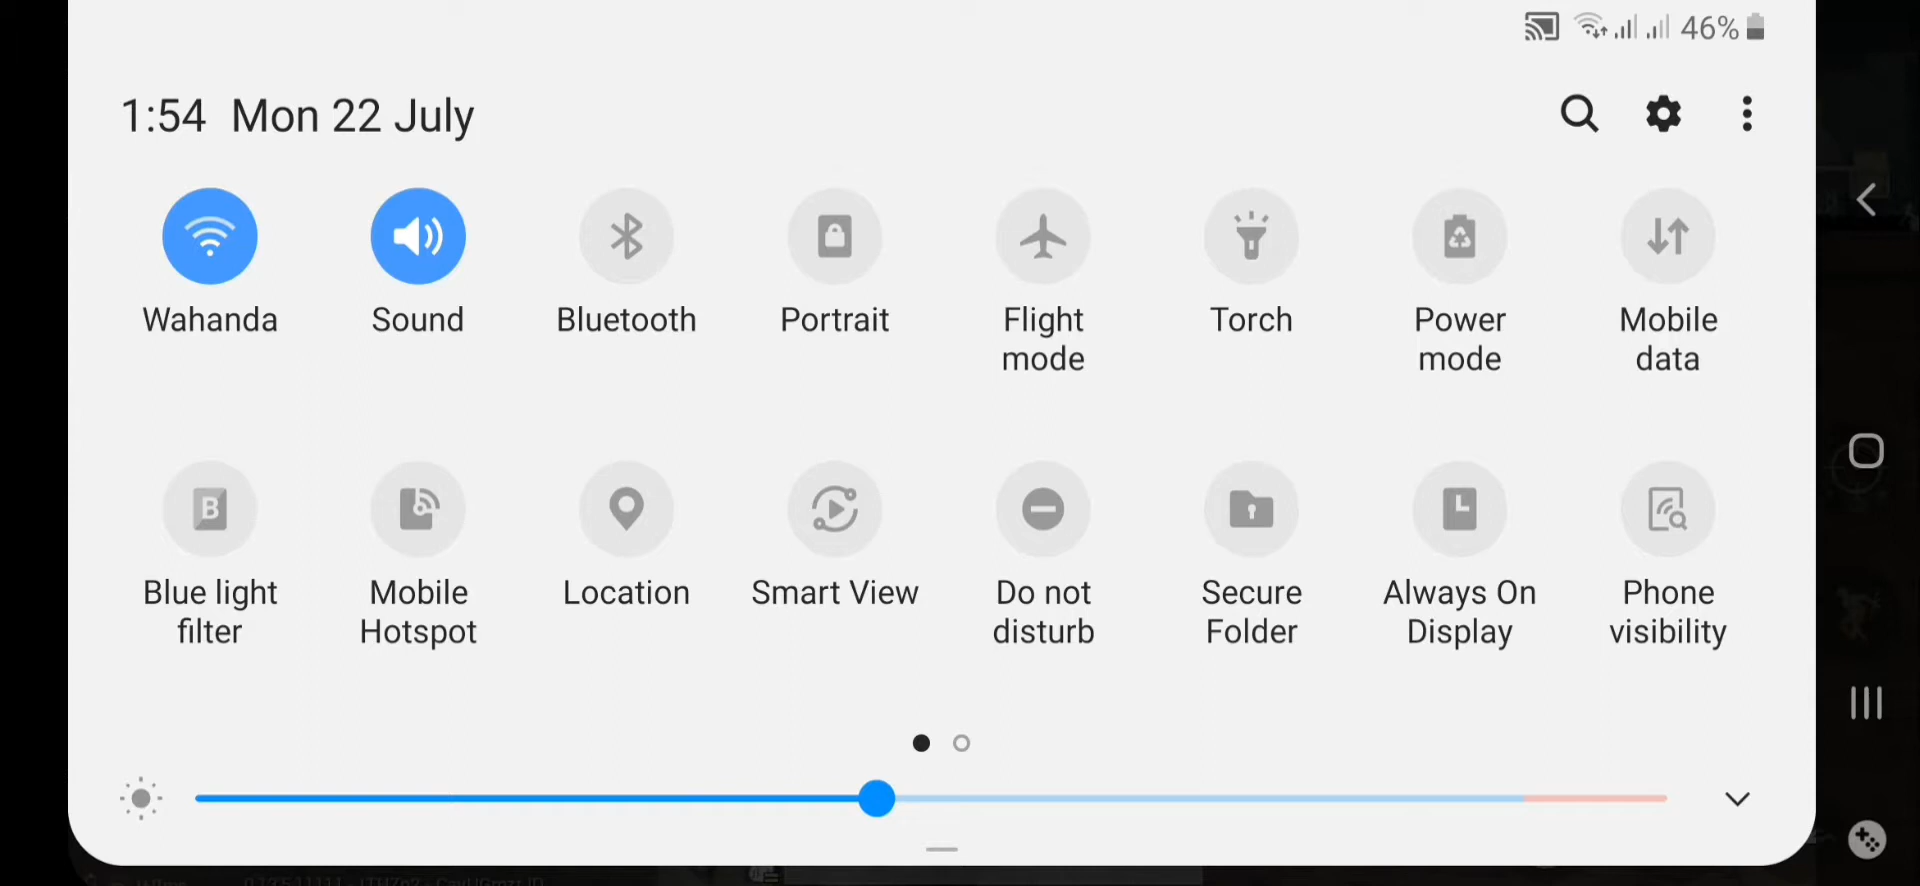 46%
1:54 Mon 22 July
Wahanda
Sound
Bluetooth
Portrait
Flight
mode
Torch
Power
mode
Mobile
data
Blue light
filter
Mobile
Hotspot
Location
Smart View
Do not
disturb
Secure
Folder
Always On
Display
Phone
visibility